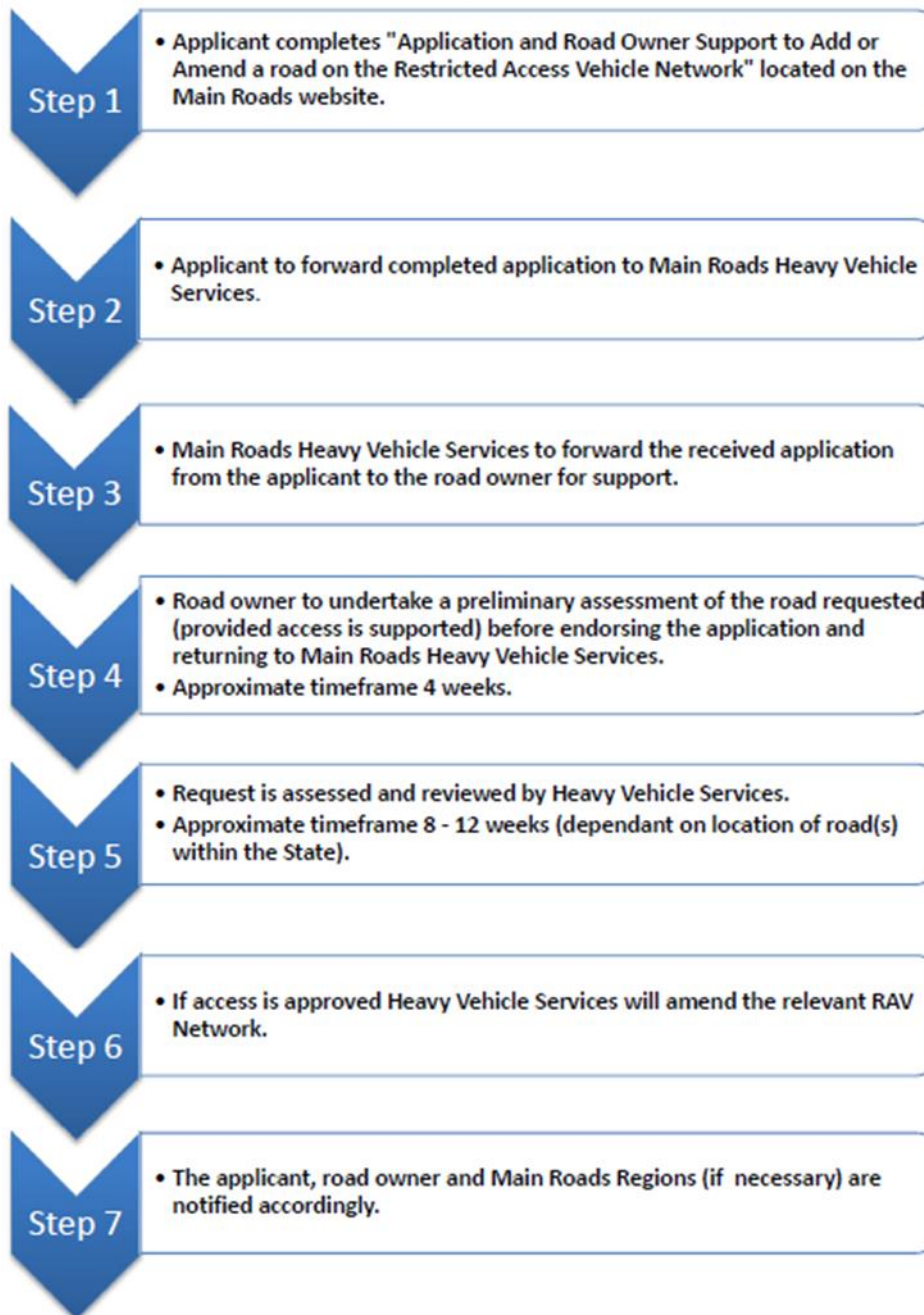 Step 1
• Applicant completes "Application and Road Owner Support to Add or
Amend a road on the Restricted Access Vehicle Network" located on the
Main Roads website.
Step 2
• Applicant to forward completed application to Main Roads Heavy Vehicle
Services.
Step 3
• Main Roads Heavy Vehicle Services to forward the received application
from the applicant to the road owner for support.
Step 4
• Road owner to undertake a preliminary assessment of the road requested
(provided access is supported) before endorsing the application and
returning to Main Roads Heavy Vehicle Services.
• Approximate timeframe 4 weeks.
Step 5
• Request is assessed and reviewed by Heavy Vehicle Services.
• Approximate timeframe 8 - 12 weeks (dependant on location of road(s)
within the State).
Step 6
• If access is approved Heavy Vehicle Services will amend the relevant RAV
Network.
Step 7
• The applicant, road owner and Main Roads Regions (if necessary) are
notified accordingly.